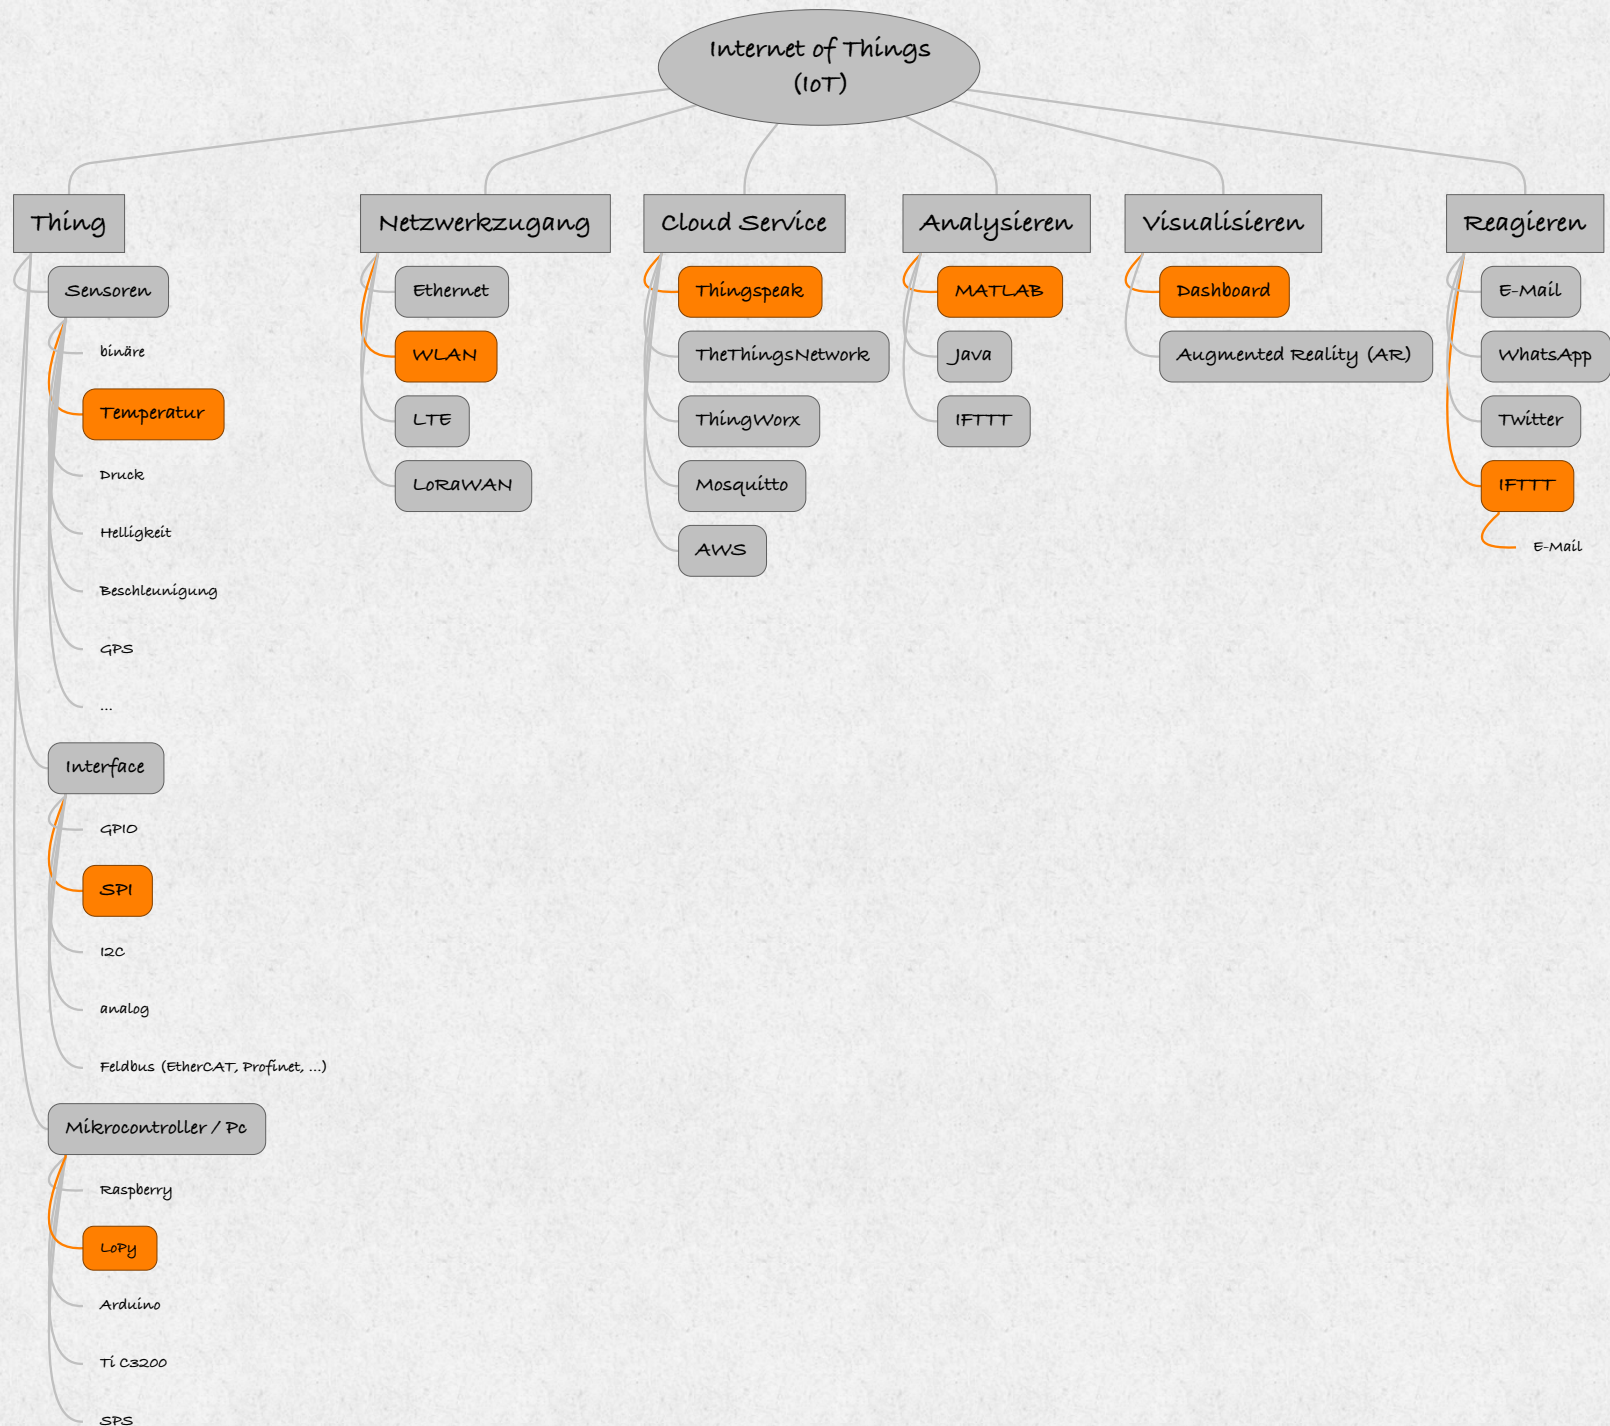 Internet of Things
(IoT)
Thing
Sensoren
binäre
Temperatur
Druck
Helligkeit
Beschleunigung
GPS
...
Interface
GPIO
SPI
I2C
analog
Feldbus (EtherCAT, Profinet, ...)
Mikrocontroller / Pc
Raspberry
LoPy
Arduino
Ti C3200
SPS
Netzwerkzugang
Ethernet
WLAN
LTE
LoRaWAN
Cloud Service
Thingspeak
TheThingsNetwork
ThingWorx
Mosquitto
AWS
Analysieren
MATLAB
Java
IFTTT
Visualisieren
Dashboard
Augmented Reality (AR)
Reagieren
E-Mail
WhatsApp
Twitter
IFTTT
E-Mail